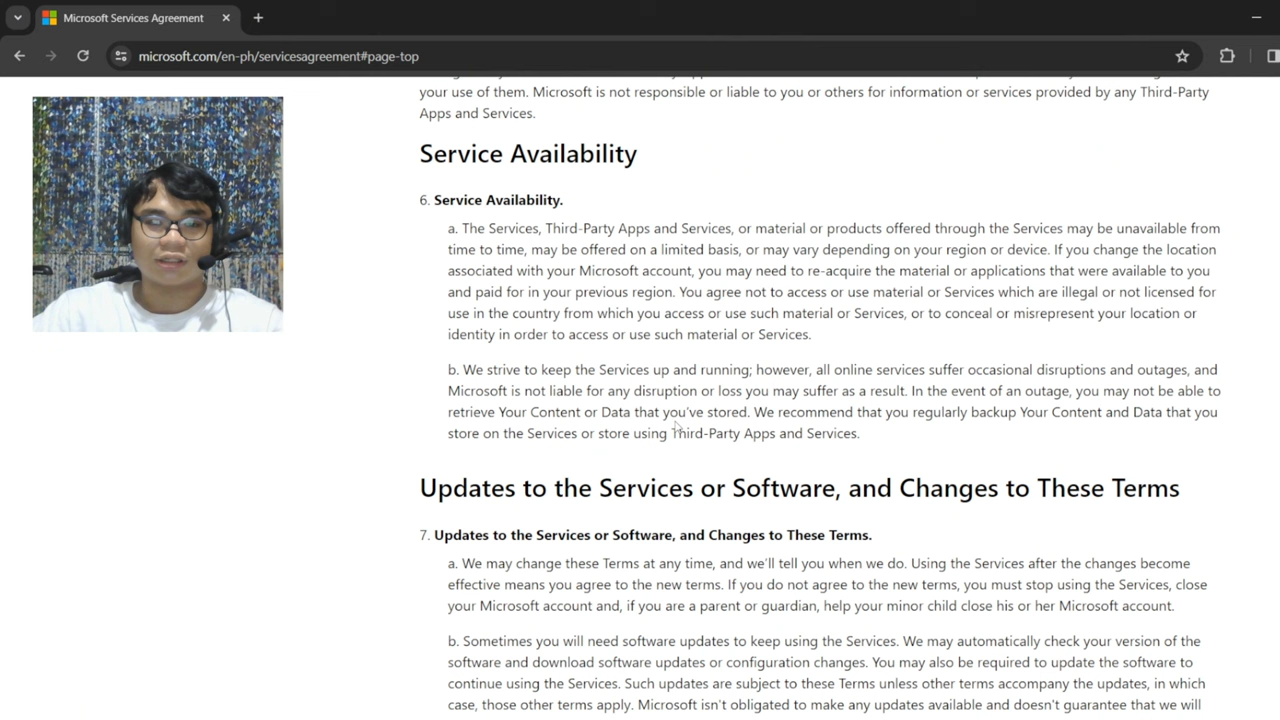 Microsoft Services Agreement
microsoft.com/en-ph/servicesagreement#page-top
your use of them. Microsoft is not responsible or liable to you or others for information or services provided by any Third-Party
Apps and Services.
Service Availability
6. Service Availability.
a. The Services, Third-Party Apps and Services, or material or products offered through the Services may be unavailable from
time to time, may be offered on a limited basis, or may vary depending on your region or device. If you change the location
associated with your Microsoft account, you may need to re-acquire the material or applications that were available to you
and paid for in your previous region. You agree not to access or use material or Services which are illegal or not licensed for
use in the country from which you access or use such material or Services, or to conceal or misrepresent your location or
identity in order to access or use such material or Services.
b. We strive to keep the Services up and running; however, all online services suffer occasional disruptions and outages, and
Microsoft is not liable for any disruption or loss you may suffer as a result. In the event of an outage, you may not be able to
retrieve Your Content or Data that you've stored. We recommend that you regularly backup Your Content and Data that you
store on the Services or store using Third-Party Apps and Services.
Updates to the Services or Software, and Changes to These Terms
7. Updates to the Services or Software, and Changes to These Terms.
a. We may change these Terms at any time, and we'll tell you when we do. Using the Services after the changes become
effective means you agree to the new terms. If you do not agree to the new terms, you must stop using the Services, close
your Microsoft account and, if you are a parent or guardian, help your minor child close his or her Microsoft account.
b. Sometimes you will need software updates to keep using the Services. We may automatically check your version of the
software and download software updates or configuration changes. You may also be required to update the software to
continue using the Services. Such updates are subject to these Terms unless other terms accompany the updates, in which
case, those other terms apply. Microsoft isn't obligated to make any updates available and doesn't guarantee that we will